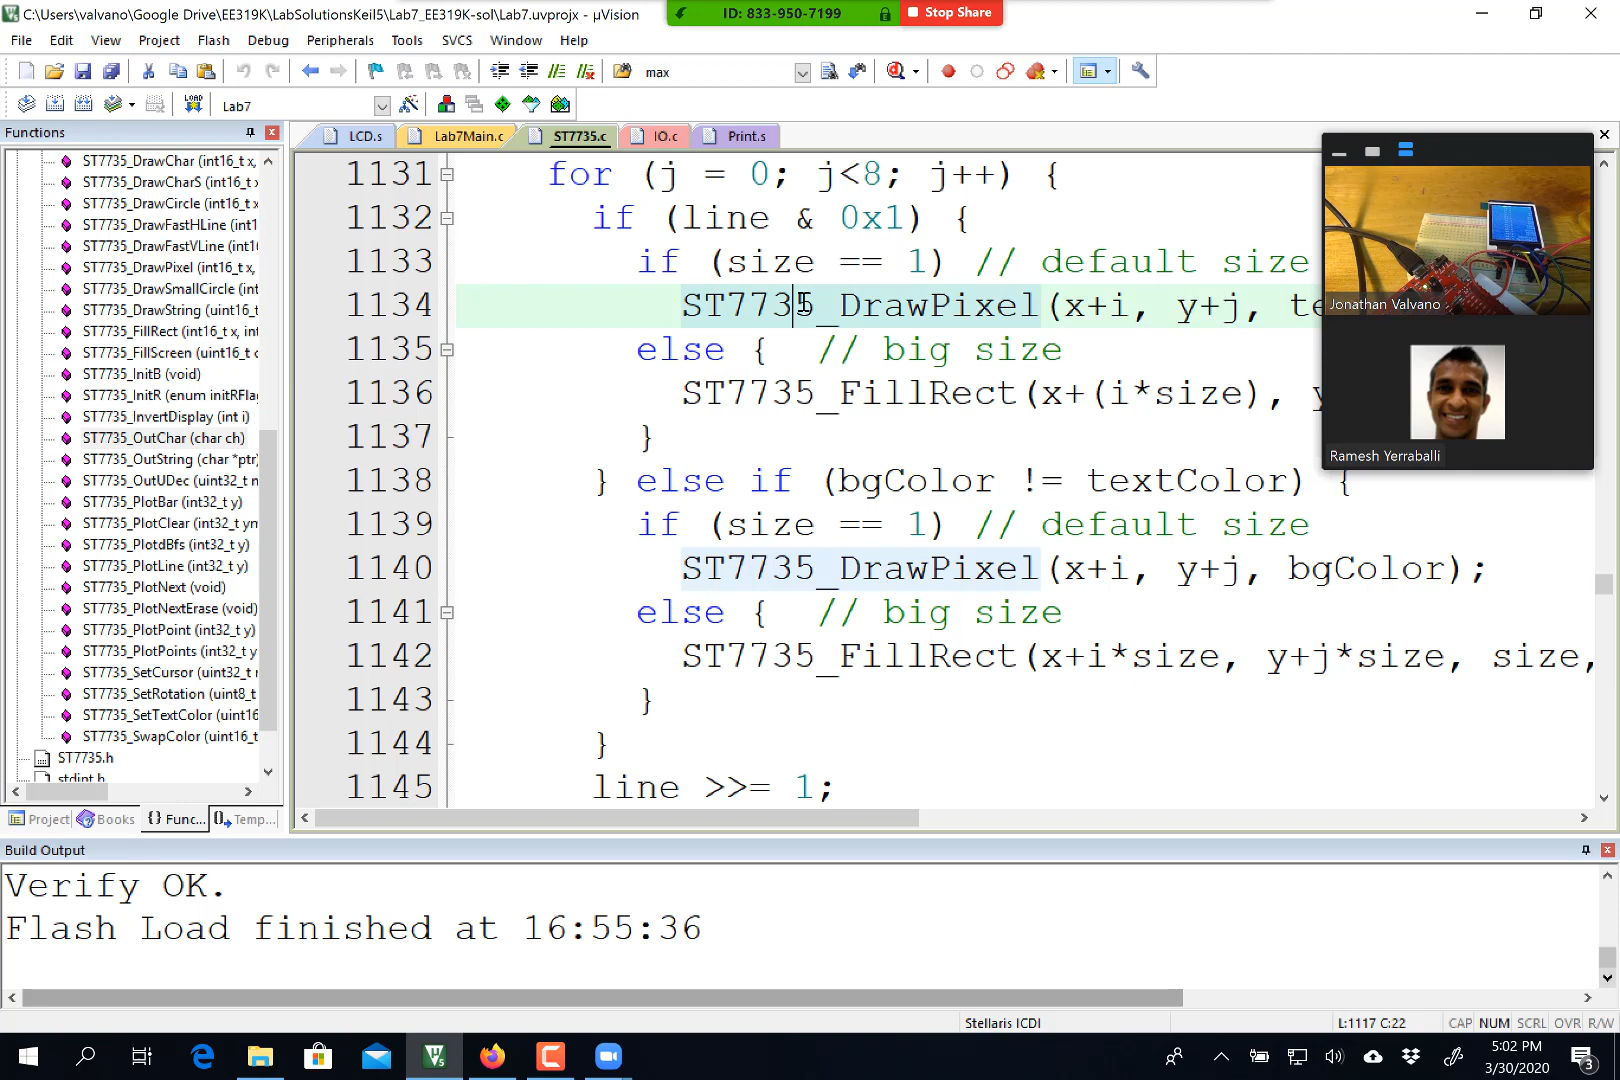 C:\Users\valvano\Google Drive\EE319K\LabSolutionsKeil5\Lab7_EE319K-sol\Lab7.uvprojx - µVision
ID: 833-950-7199
Stop Share
File Edit View Project Flash Debug Peripherals Tools SVCS Window Help
max
LOAD
Lab7
Functions
LCD.s Lab7Main.c ST7735.c IO.c Print.s
ST7735_DrawChar (int16_t x,
ST7735_DrawCharS (int16_t x
ST7735_DrawCircle (int16_t x
ST7735_DrawFastHLine (int1
ST7735_DrawFastVLine (int1
ST7735_DrawPixel (int16_t x,
ST7735_DrawSmallCircle (int
ST7735_DrawString (int16_t x
ST7735_FillRect (int16_t x, int
ST7735_FillScreen (uint16_t c
ST7735_InitB (void)
ST7735_InitR (enum initRFlag
ST7735_InvertDisplay (int i)
ST7735_OutChar (char ch)
ST7735_OutString (char *ptr)
ST7735_OutUDec (uint32_t n
ST7735_PlotBar (int32_t y)
ST7735_PlotClear (int32_t ym
ST7735_PlotdBfs (int32_t y)
ST7735_PlotLine (int32_t y)
ST7735_PlotNext (void)
ST7735_PlotNextErase (void)
ST7735_PlotPoint (int32_t y)
ST7735_PlotPoints (int32_t y
ST7735_SetCursor (uint32_t r
ST7735_SetRotation (uint8_t
ST7735_SetTextColor (uint16
ST7735_SwapColor (uint16_t
ST7735.h
stdint.h
Project Books {} Func... Temp...
1131 for (j = 0; j<8; j++) {
1132 if (line & 0x1) {
1133 if (size == 1) // default size
1134 ST7735_DrawPixel(x+i, y+j, te
1135 else { // big size
1136 ST7735_FillRect(x+(i*size), y
1137 }
1138 } else if (bgColor != textColor) {
1139 if (size == 1) // default size
1140 ST7735_DrawPixel(x+i, y+j, bgColor);
1141 else { // big size
1142 ST7735_FillRect(x+i*size, y+j*size, size,
1143 }
1144 }
1145 line >>= 1;
Jonathan Valvano
Ramesh Yerraballi
Build Output
Verify OK.
Flash Load finished at 16:55:36
Stellaris ICDI
L:1117 C:22
CAP NUM SCRL OVR R/W
5:02 PM
3/30/2020
3